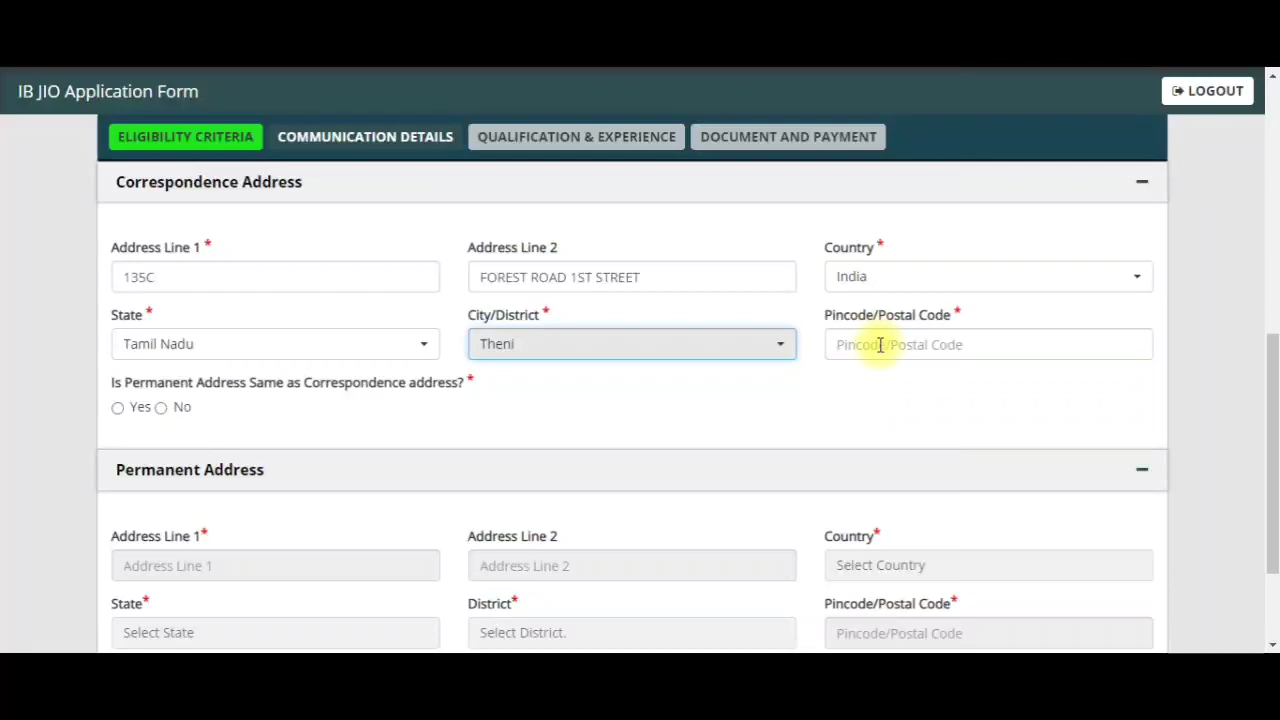 IB JIO Application Form
LOGOUT
ELIGIBILITY CRITERIA COMMUNICATION DETAILS QUALIFICATION & EXPERIENCE DOCUMENT AND PAYMENT
Correspondence Address
Address Line 1 * Address Line 2 Country *
135C FOREST ROAD 1ST STREET India
State * City/District * Pincode/Postal Code *
Tamil Nadu Theni Pincode/Postal Code
Is Permanent Address Same as Correspondence address? *
Yes No
Permanent Address
Address Line 1* Address Line 2 Country*
Address Line 1 Address Line 2 Select Country
State* District* Pincode/Postal Code*
Select State Select District. Pincode/Postal Code